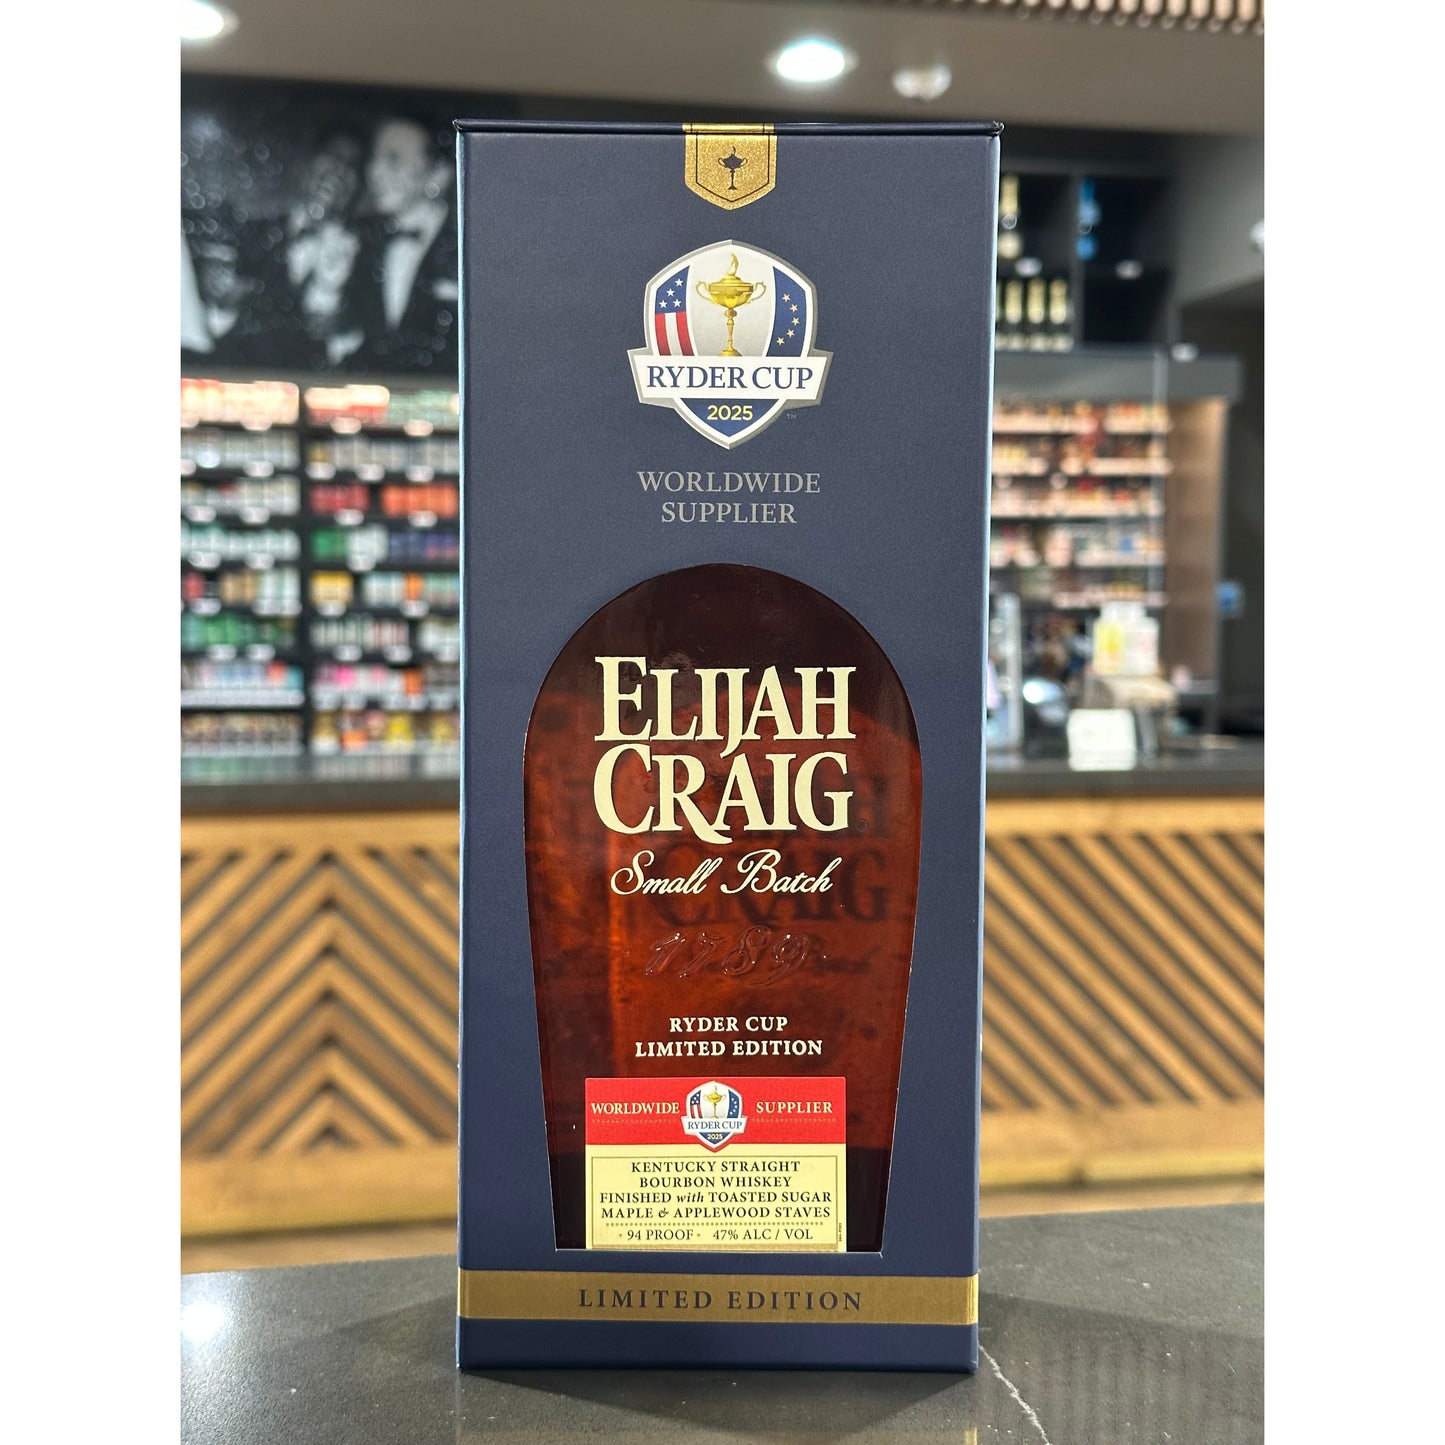 RYDER CUP
2025
TM
WORLDWIDE
SUPPLIER
ELIJAH
CRAIG
Small Batch
1789
RYDER CUP
LIMITED EDITION
WORLDWIDE SUPPLIER
RYDER CUP
2025
KENTUCKY STRAIGHT
BOURBON WHISKEY
FINISHED with TOASTED SUGAR
MAPLE & APPLEWOOD STAVES
94 PROOF · 47% ALC / VOL
LIMITED EDITION